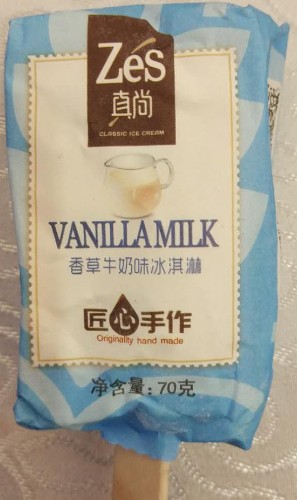 Zes
真尚
CLASSIC ICE CREAM
VANILLA MILK
香草牛奶味冰淇淋
匠心手作
Originality hand made
净含量:70克